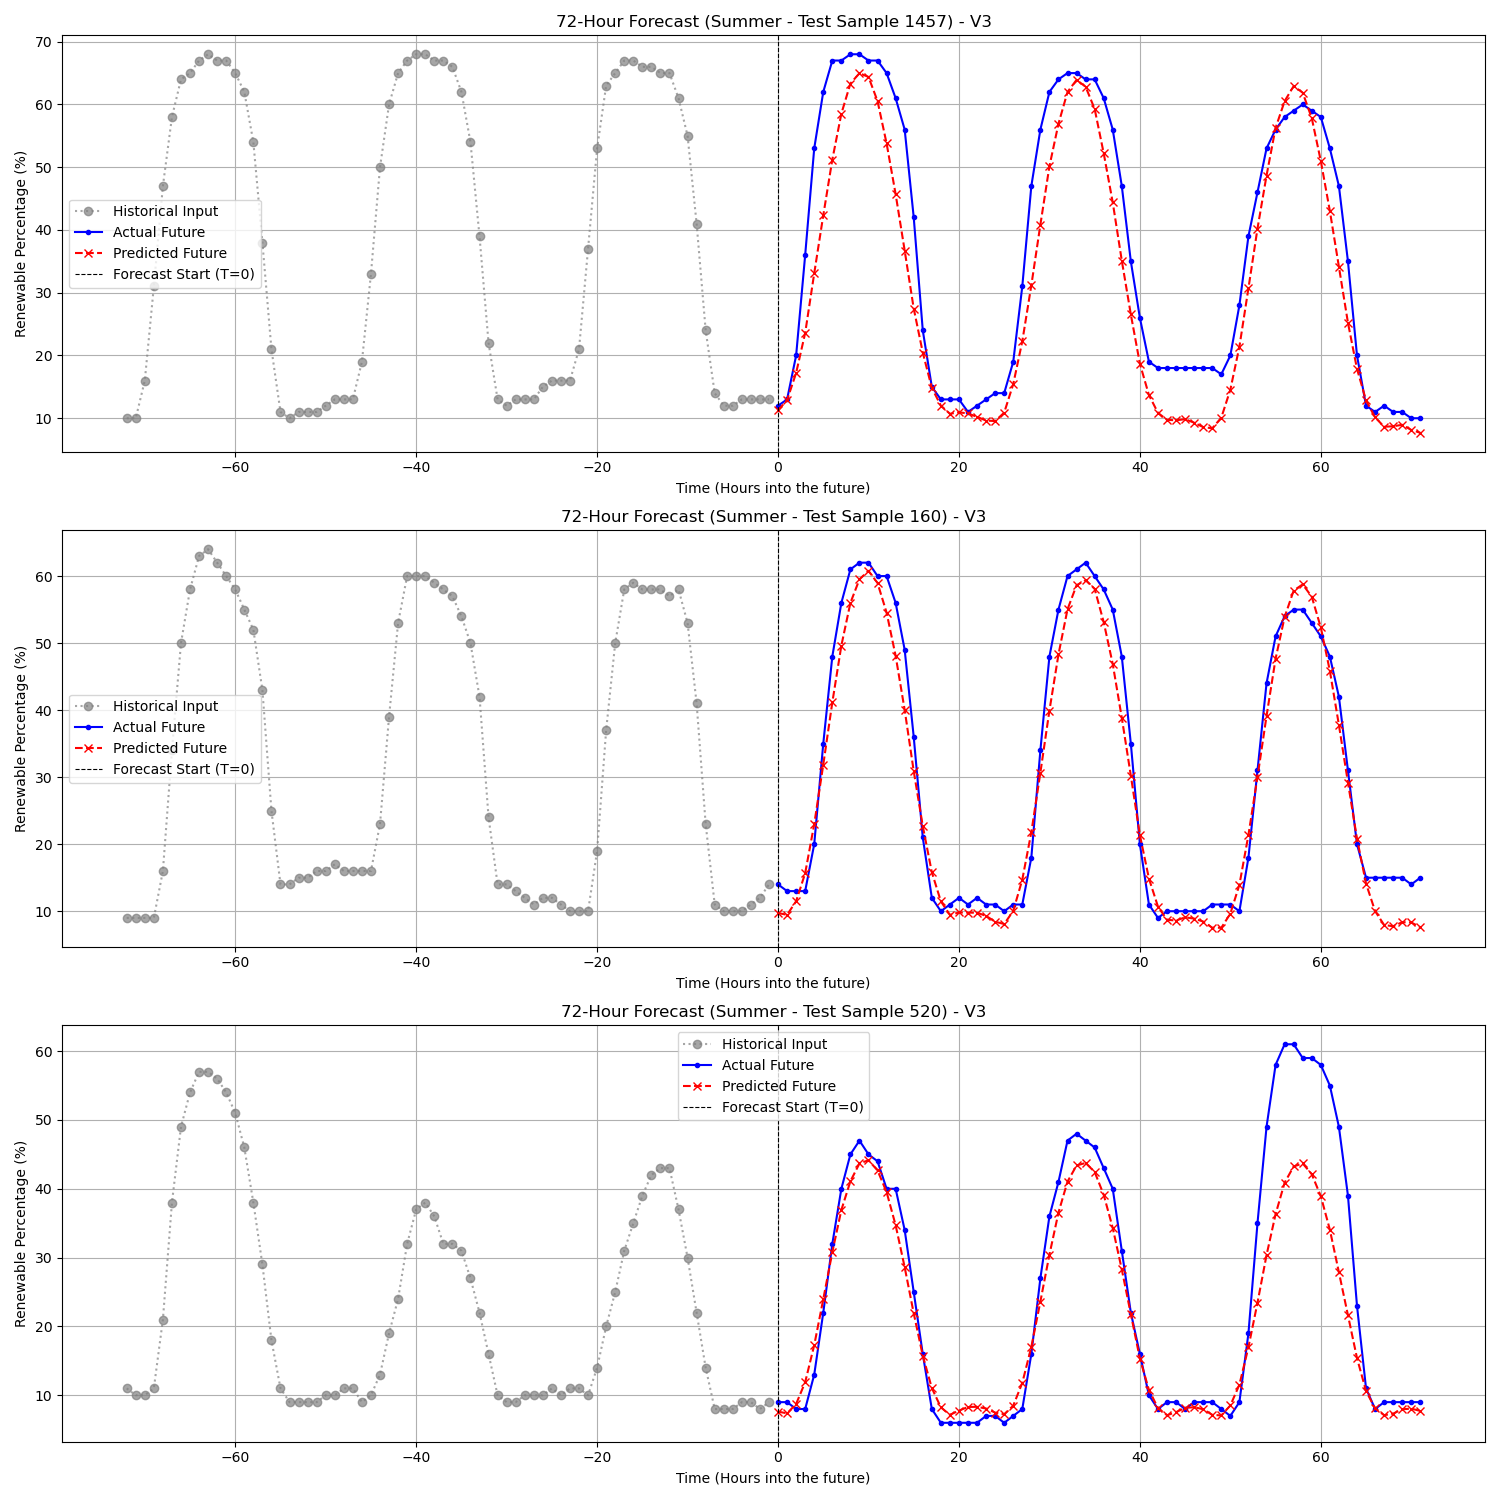 72-Hour Forecast (Summer - Test Sample 1457) - V3
70
60
50
40
30
20
10
Renewable Percentage (%)
Historical Input
Actual Future
Predicted Future
Forecast Start (T=0)
−60
−40
−20
0
20
40
60
Time (Hours into the future)
72-Hour Forecast (Summer - Test Sample 160) - V3
60
50
40
30
20
10
Renewable Percentage (%)
Historical Input
Actual Future
Predicted Future
Forecast Start (T=0)
−60
−40
−20
0
20
40
60
Time (Hours into the future)
72-Hour Forecast (Summer - Test Sample 520) - V3
60
50
40
30
20
10
Renewable Percentage (%)
Historical Input
Actual Future
Predicted Future
Forecast Start (T=0)
−60
−40
−20
0
20
40
60
Time (Hours into the future)